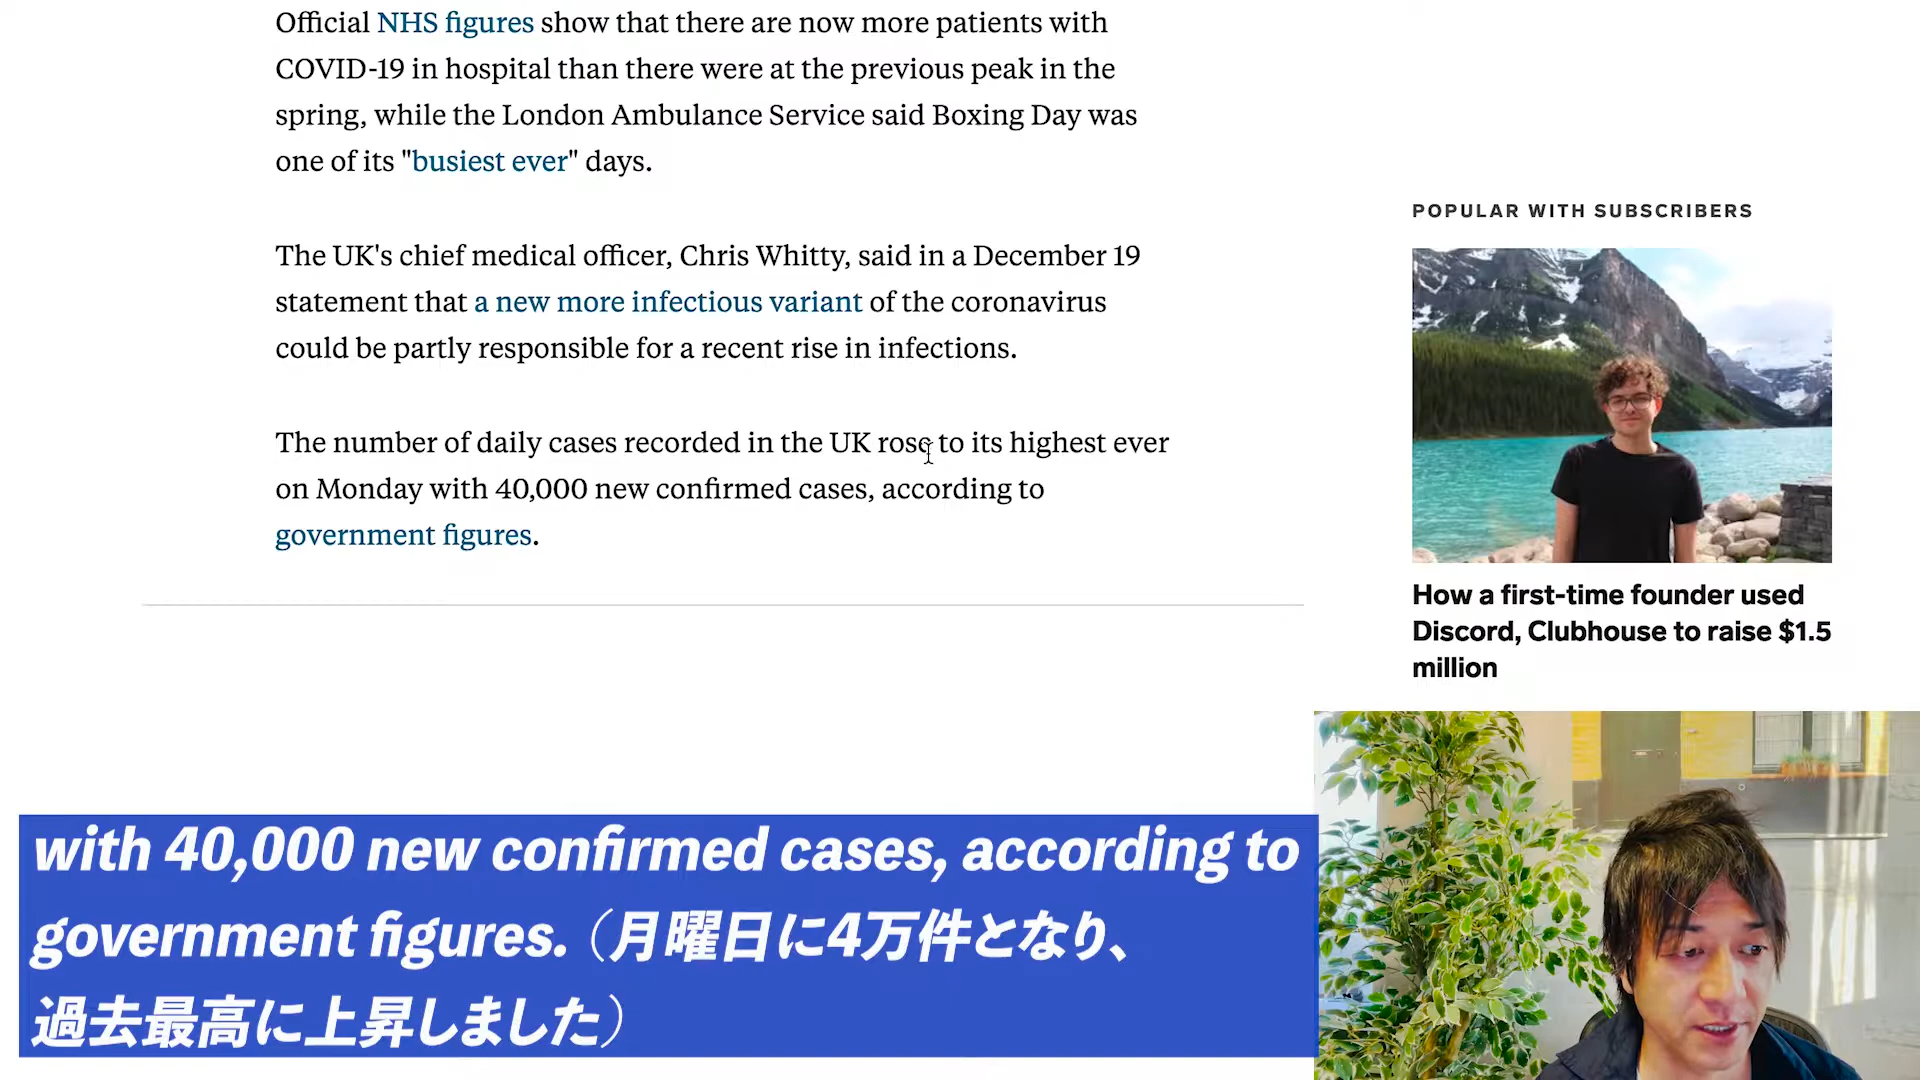 Official NHS figures show that there are now more patients with
COVID-19 in hospital than there were at the previous peak in the
spring, while the London Ambulance Service said Boxing Day was
one of its "busiest ever" days.
The UK's chief medical officer, Chris Whitty, said in a December 19
statement that a new more infectious variant of the coronavirus
could be partly responsible for a recent rise in infections.
The number of daily cases recorded in the UK rose to its highest ever
on Monday with 40,000 new confirmed cases, according to
government figures.
POPULAR WITH SUBSCRIBERS
How a first-time founder used
Discord, Clubhouse to raise $1.5
million
with 40,000 new confirmed cases, according to
government figures.（月曜日に4万件となり、
過去最高に上昇しました）